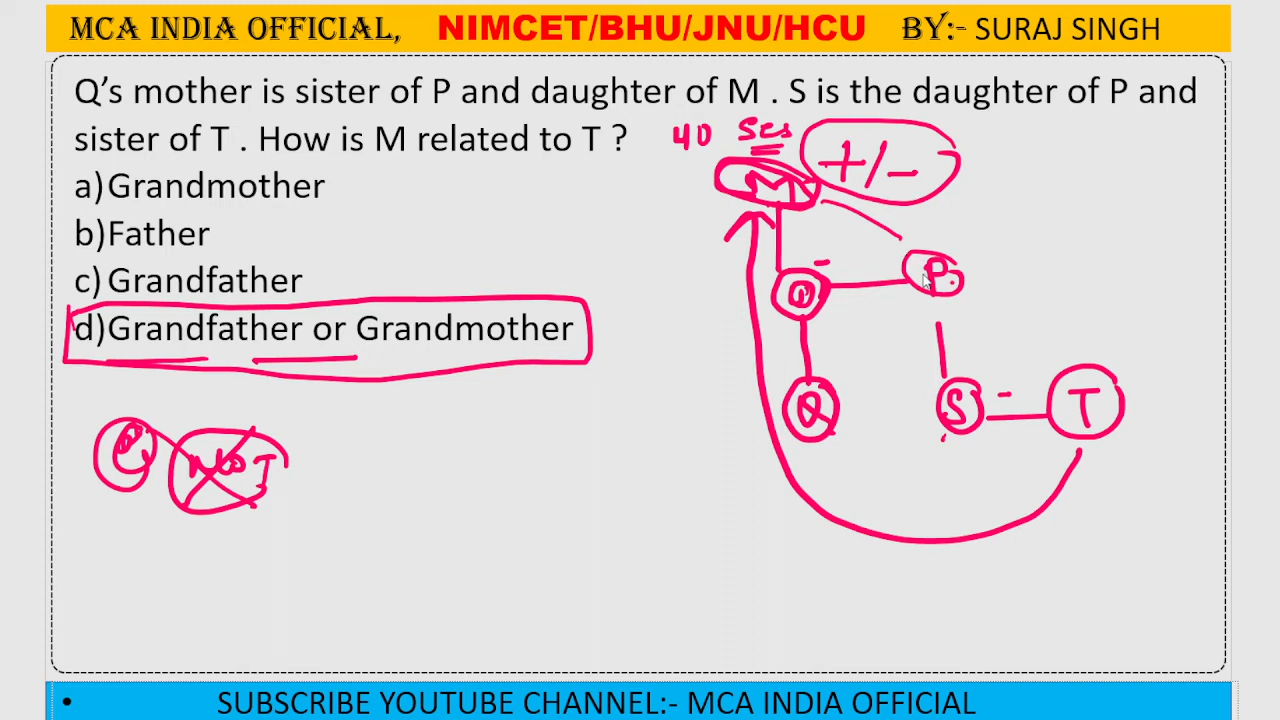 MCA INDIA OFFICIAL, NIMCET/BHU/JNU/HCU BY:- SURAJ SINGH
Q's mother is sister of P and daughter of M . S is the daughter of P and
sister of T . How is M related to T ?
40 Scs
a)Grandmother
+/-
M
b)Father
c)Grandfather
- P
d)Grandfather or Grandmother
Q S - T
• SUBSCRIBE YOUTUBE CHANNEL:- MCA INDIA OFFICIAL